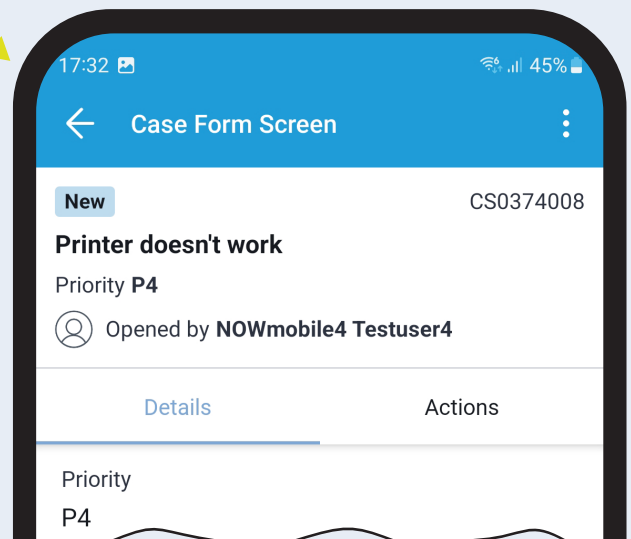 17:32 45%
Case Form Screen
New CS0374008
Printer doesn't work
Priority P4
Opened by NOWmobile4 Testuser4
Details Actions
Priority
P4